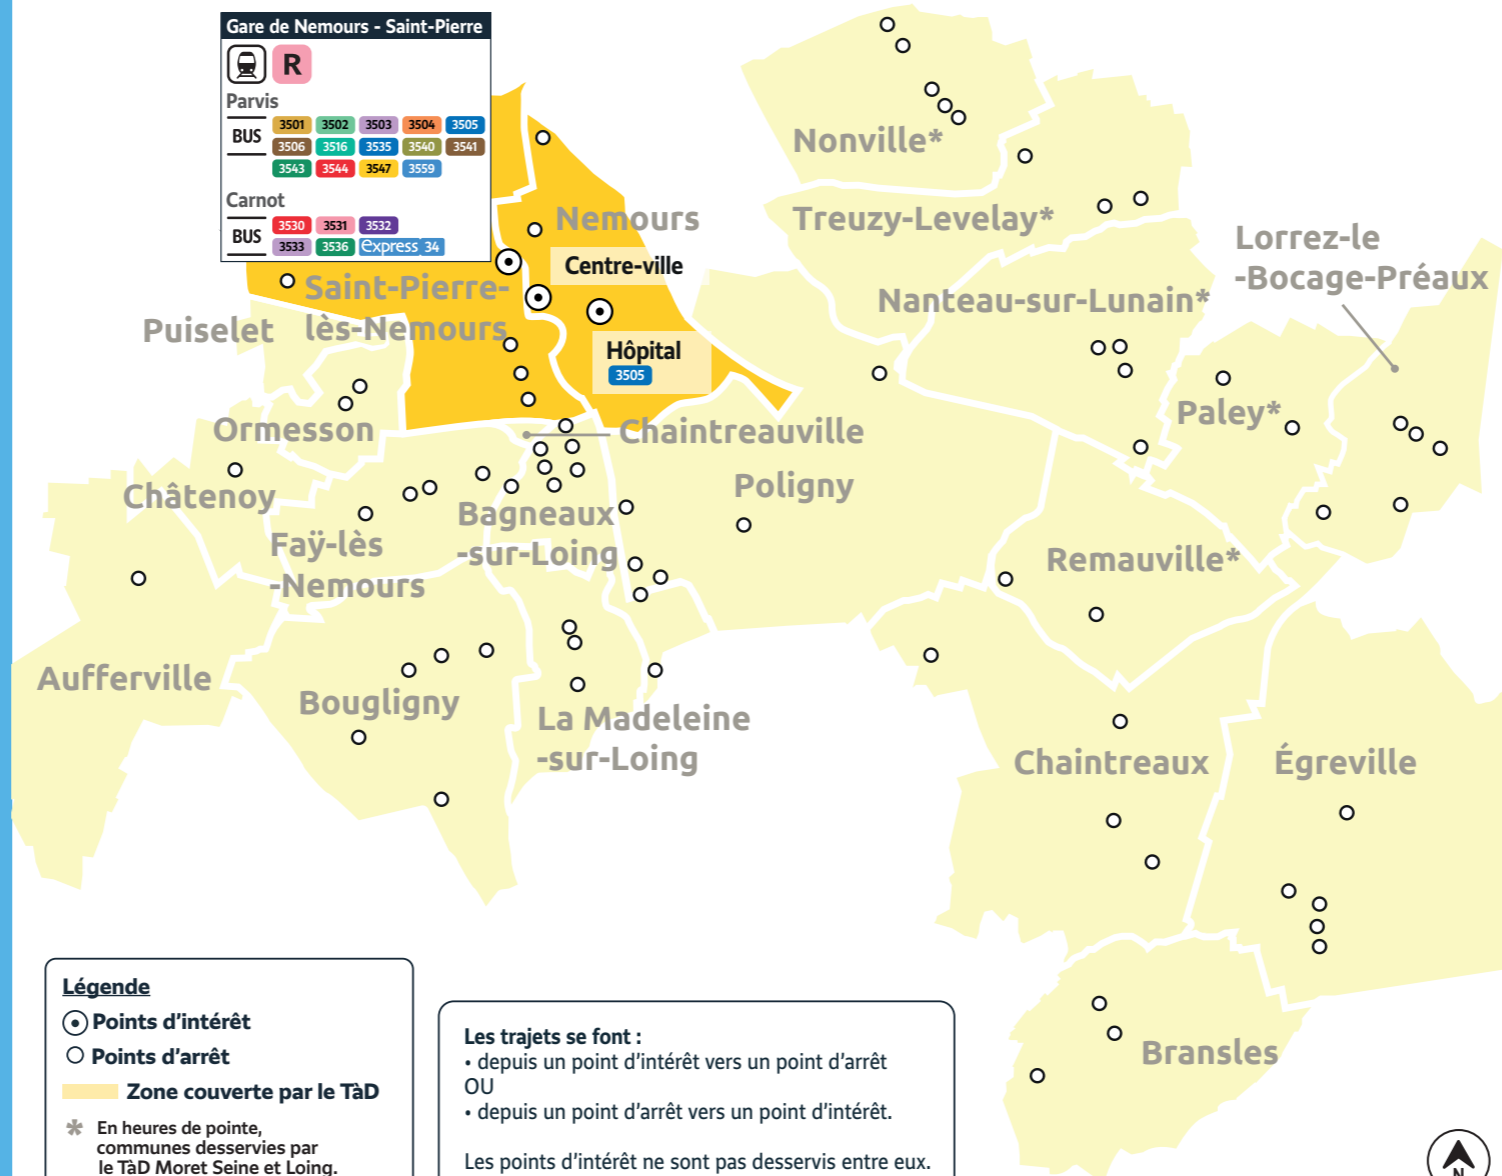 Gare de Nemours - Saint-Pierre
R
Parvis
BUS
3501 3502 3503 3504 3505
3506 3516 3535 3540 3541
3543 3544 3547 3559
Carnot
BUS
3530 3531 3532
3533 3536 express 34
Nonville*
Nemours
Treuzy-Levelay*
Centre-ville
Lorrez-le
-Bocage-Préaux
Saint-Pierre-
lès-Nemours
Nanteau-sur-Lunain*
Puiselet
Hôpital
3505
Paley*
Ormesson
Chaintreauville
Châtenoy
Poligny
Bagneaux
-sur-Loing
Faÿ-lès
-Nemours
Remauville*
Aufferville
Bougligny
La Madeleine
-sur-Loing
Chaintreaux
Égreville
Bransles
Légende
Points d'intérêt
Points d'arrêt
Zone couverte par le TàD
* En heures de pointe,
communes desservies par
le TàD Moret Seine et Loing.
Les trajets se font :
• depuis un point d'intérêt vers un point d'arrêt
OU
• depuis un point d'arrêt vers un point d'intérêt.
Les points d'intérêt ne sont pas desservis entre eux.
N